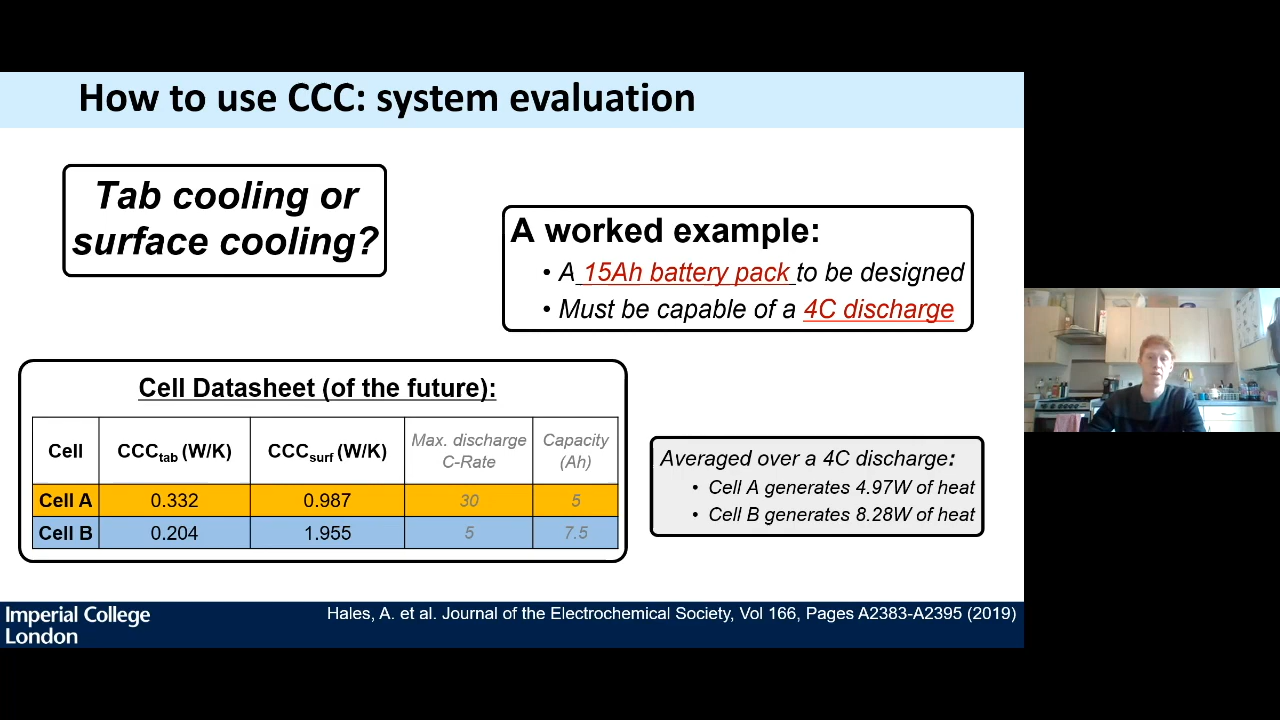 How to use CCC: system evaluation
Tab cooling or
surface cooling?
A worked example:
• A 15Ah battery pack to be designed
• Must be capable of a 4C discharge
Cell Datasheet (of the future):
Cell CCCtab (W/K) CCCsurf (W/K) Max. discharge C-Rate Capacity (Ah)
Cell A 0.332 0.987 30 5
Cell B 0.204 1.955 5 7.5
Averaged over a 4C discharge:
• Cell A generates 4.97W of heat
• Cell B generates 8.28W of heat
Imperial College
London
Hales, A. et al. Journal of the Electrochemical Society, Vol 166, Pages A2383-A2395 (2019)